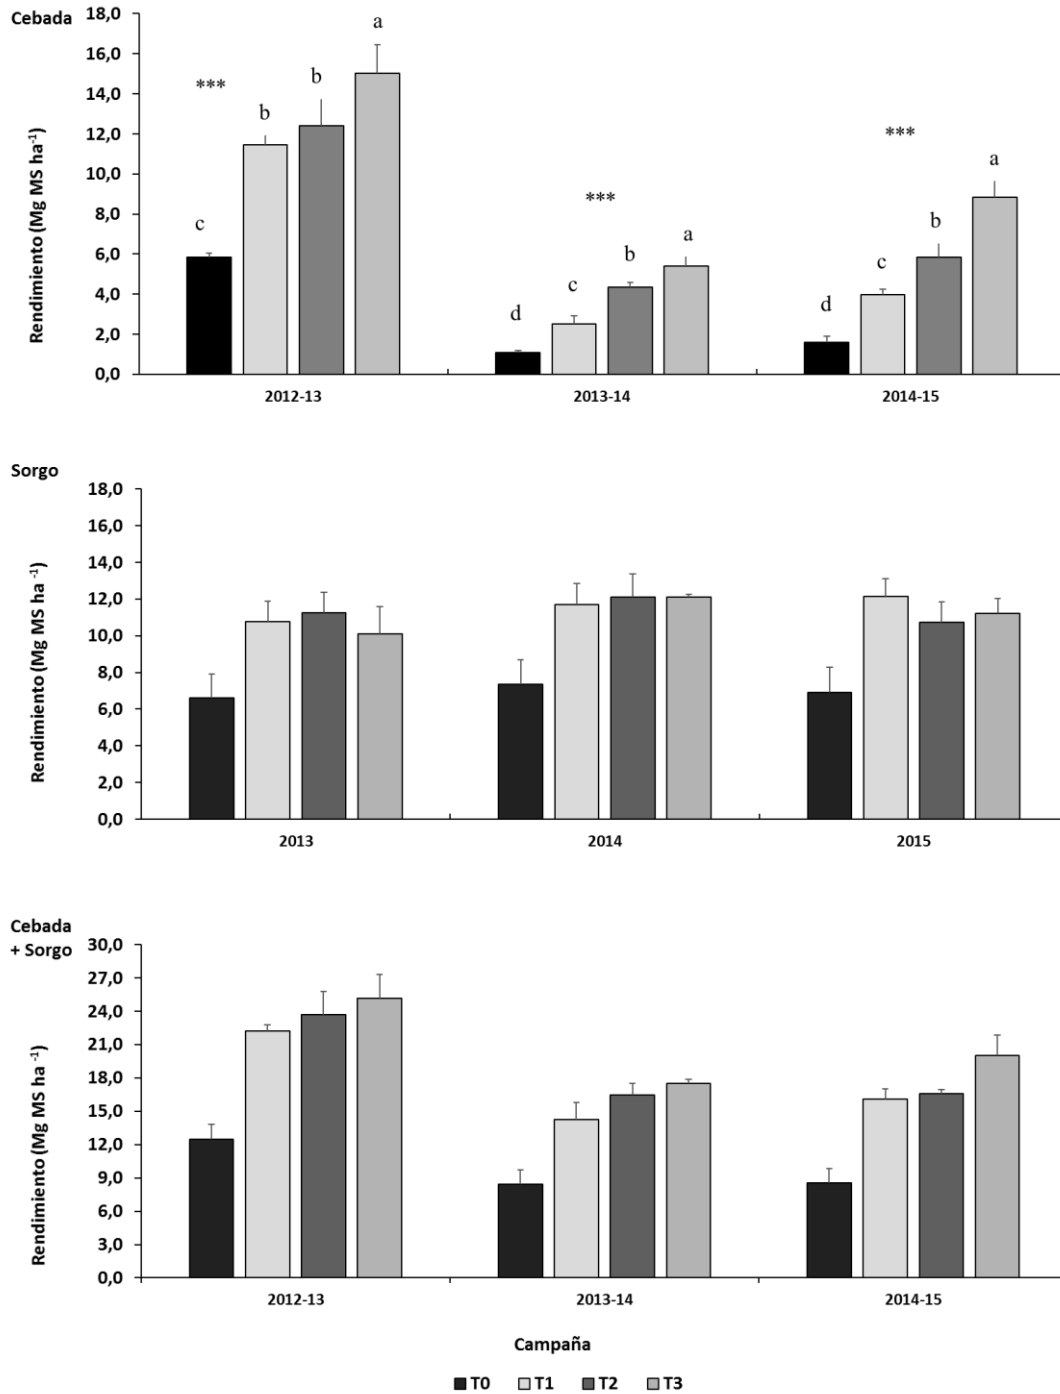 Cebada
18,0
16,0
14,0
12,0
10,0
8,0
6,0
4,0
2,0
0,0
Rendimiento (Mg MS ha⁻¹)
***
c
b
b
a
***
d
c
b
a
***
d
c
b
a
2012-13
2013-14
2014-15
Sorgo
18,0
16,0
14,0
12,0
10,0
8,0
6,0
4,0
2,0
0,0
Rendimiento (Mg MS ha ⁻¹)
2013
2014
2015
Cebada
+ Sorgo
30,0
27,0
24,0
21,0
18,0
15,0
12,0
9,0
6,0
3,0
0,0
Rendimiento (Mg MS ha ⁻¹)
2012-13
2013-14
2014-15
Campaña
T0 T1 T2 T3